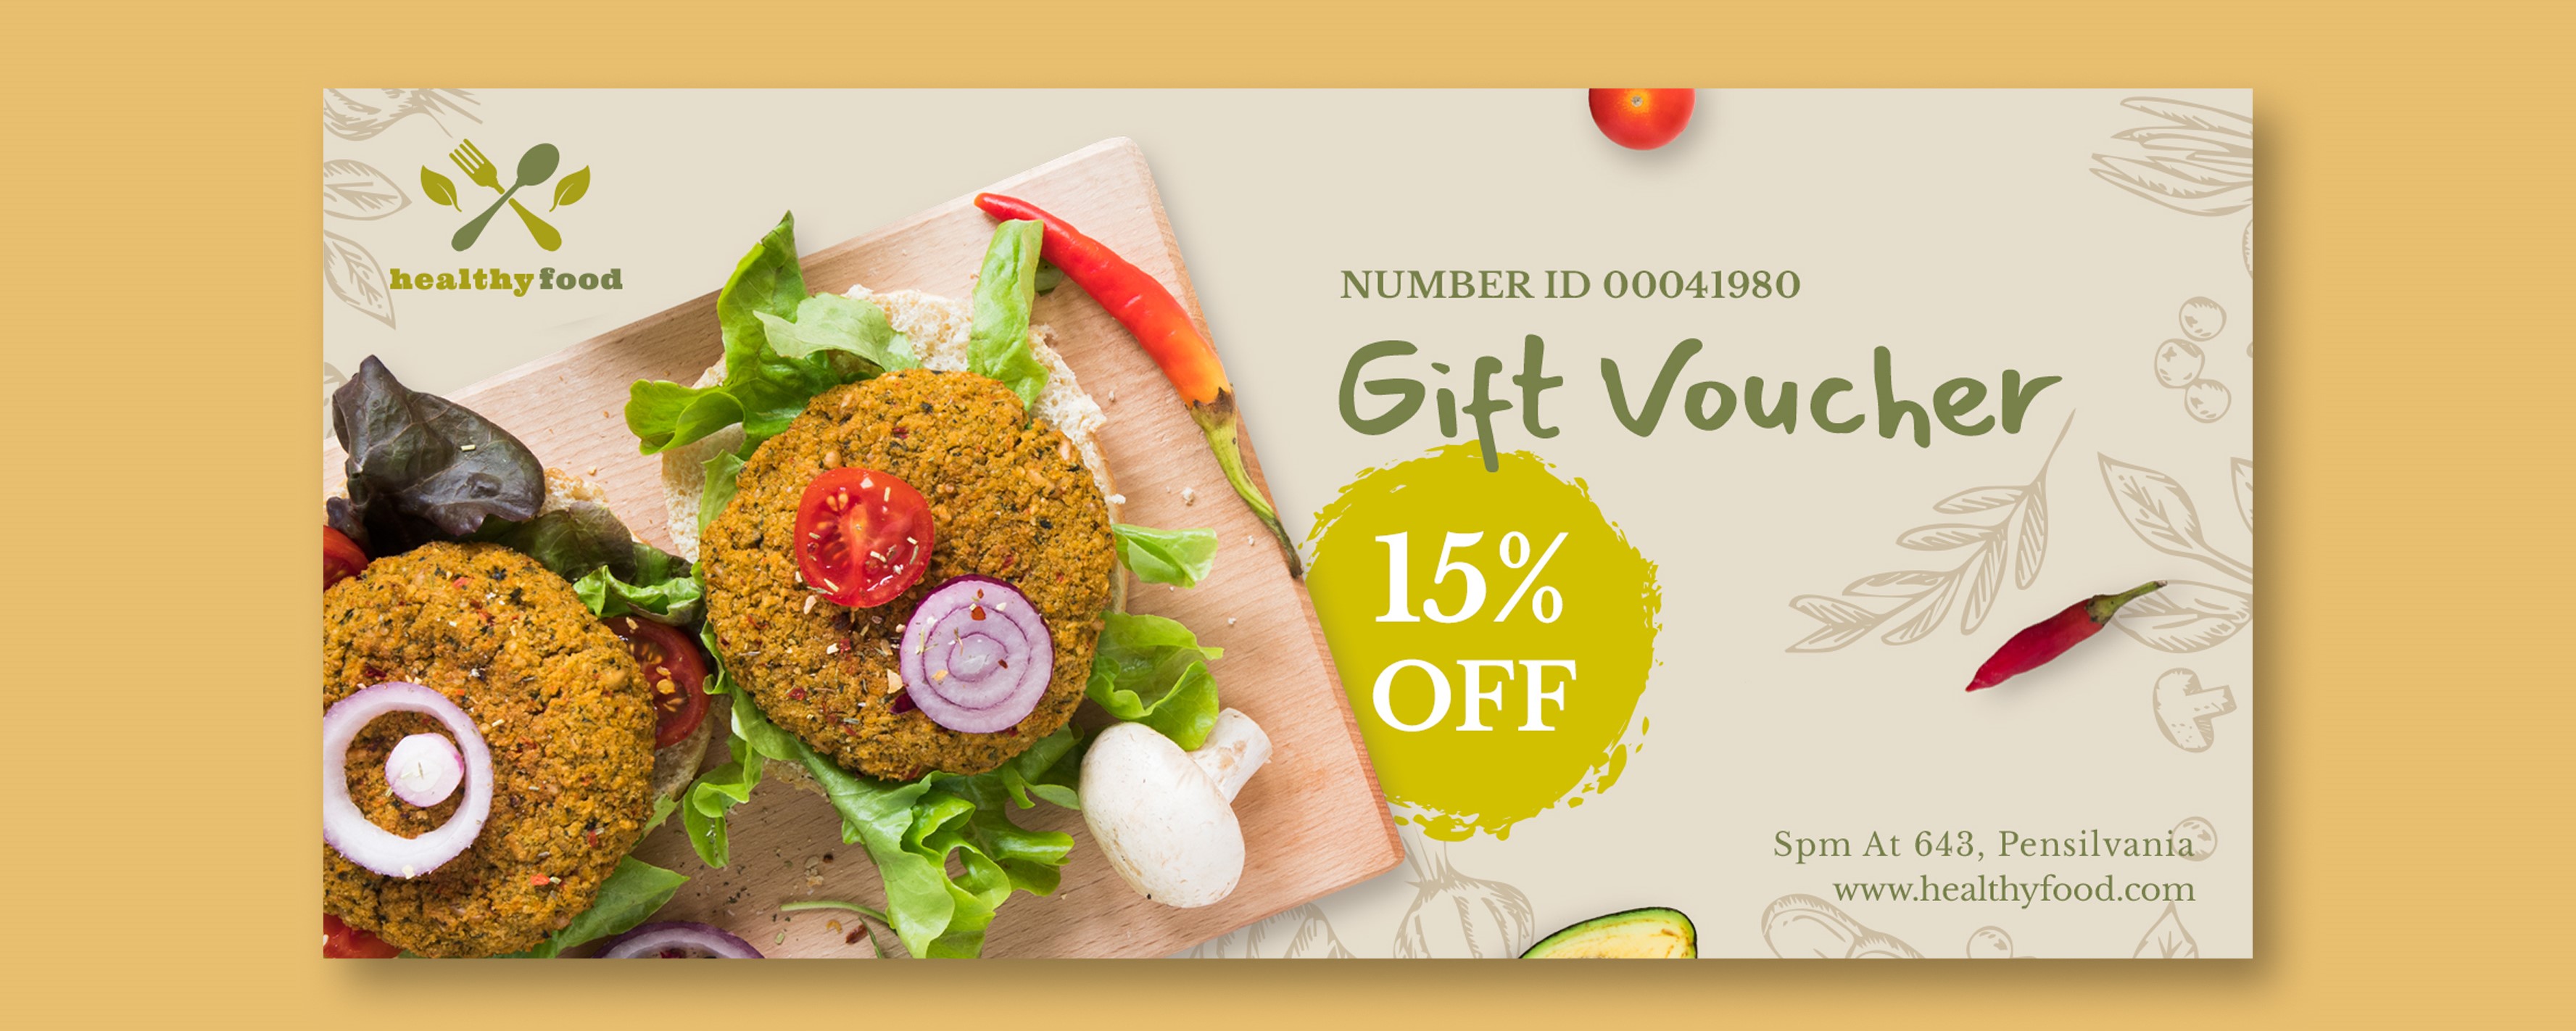 healthy food
NUMBER ID 00041980
Gift Voucher
15%
OFF
Spm At 643, Pensilvania
www.healthyfood.com